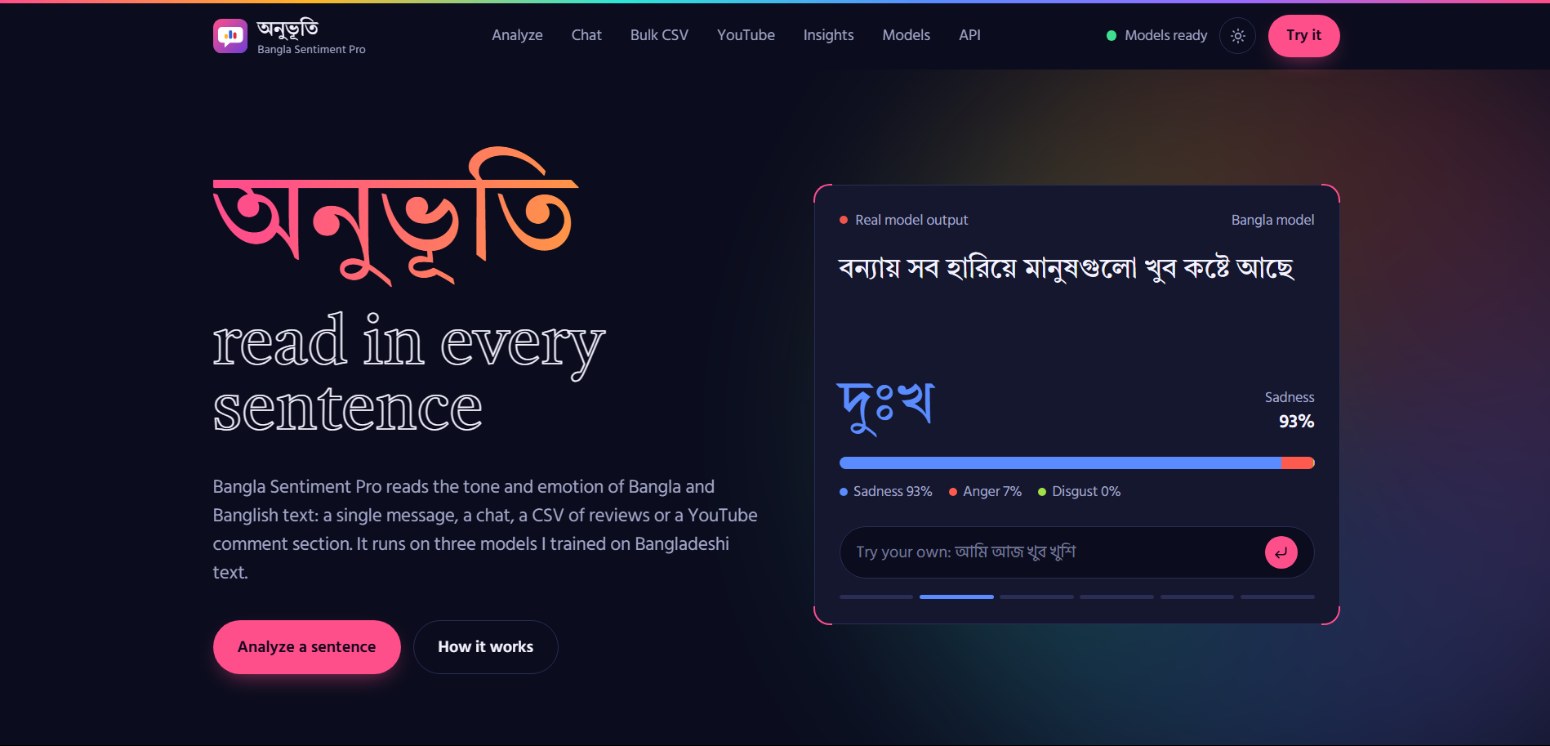 অনুভূতি
Bangla Sentiment Pro
Analyze Chat Bulk CSV YouTube Insights Models API
Models ready
Try it
অনুভূতি
read in every
sentence
Bangla Sentiment Pro reads the tone and emotion of Bangla and
Banglish text: a single message, a chat, a CSV of reviews or a YouTube
comment section. It runs on three models I trained on Bangladeshi
text.
Analyze a sentence
How it works
Real model output
Bangla model
বন্যায় সব হারিয়ে মানুষগুলো খুব কষ্টে আছে
দুঃখ
Sadness
93%
Sadness 93% Anger 7% Disgust 0%
Try your own: আমি আজ খুব খুশি